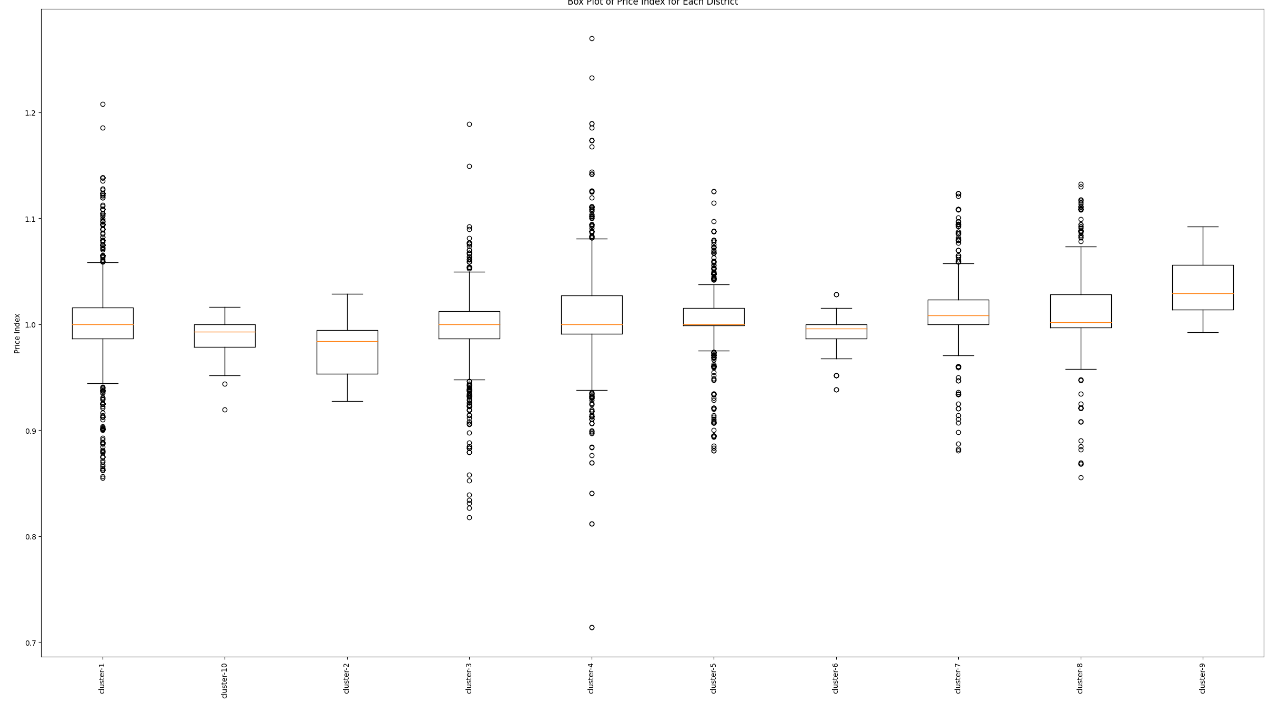 Box Plot of Price Index for Each District
Price Index
1.2
1.1
1.0
0.9
0.8
0.7
cluster-1
cluster-10
cluster-2
cluster-3
cluster-4
cluster-5
cluster-6
cluster-7
cluster-8
cluster-9